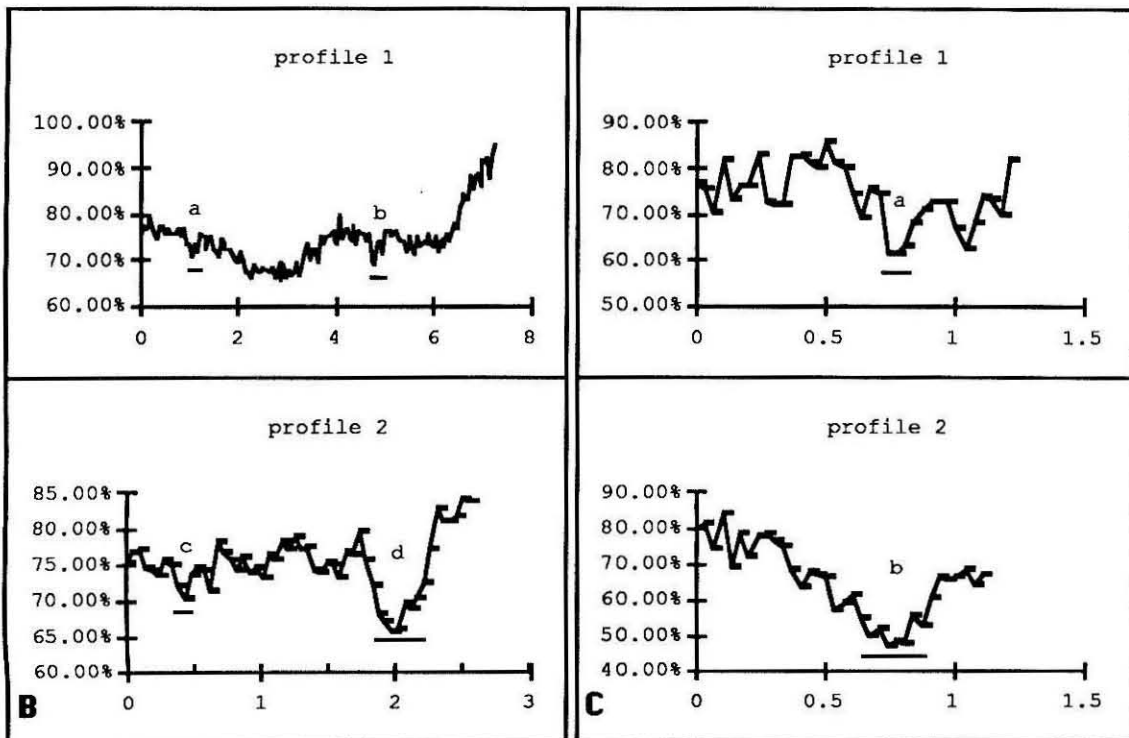 profile 1
100.00%
90.00%
80.00%
70.00%
60.00%
a
b
0 2 4 6 8
profile 2
85.00%
80.00%
75.00%
70.00%
65.00%
60.00%
c
d
0 1 2 3
B
profile 1
90.00%
80.00%
70.00%
60.00%
50.00%
a
0 0.5 1 1.5
profile 2
90.00%
80.00%
70.00%
60.00%
50.00%
40.00%
b
0 0.5 1 1.5
C